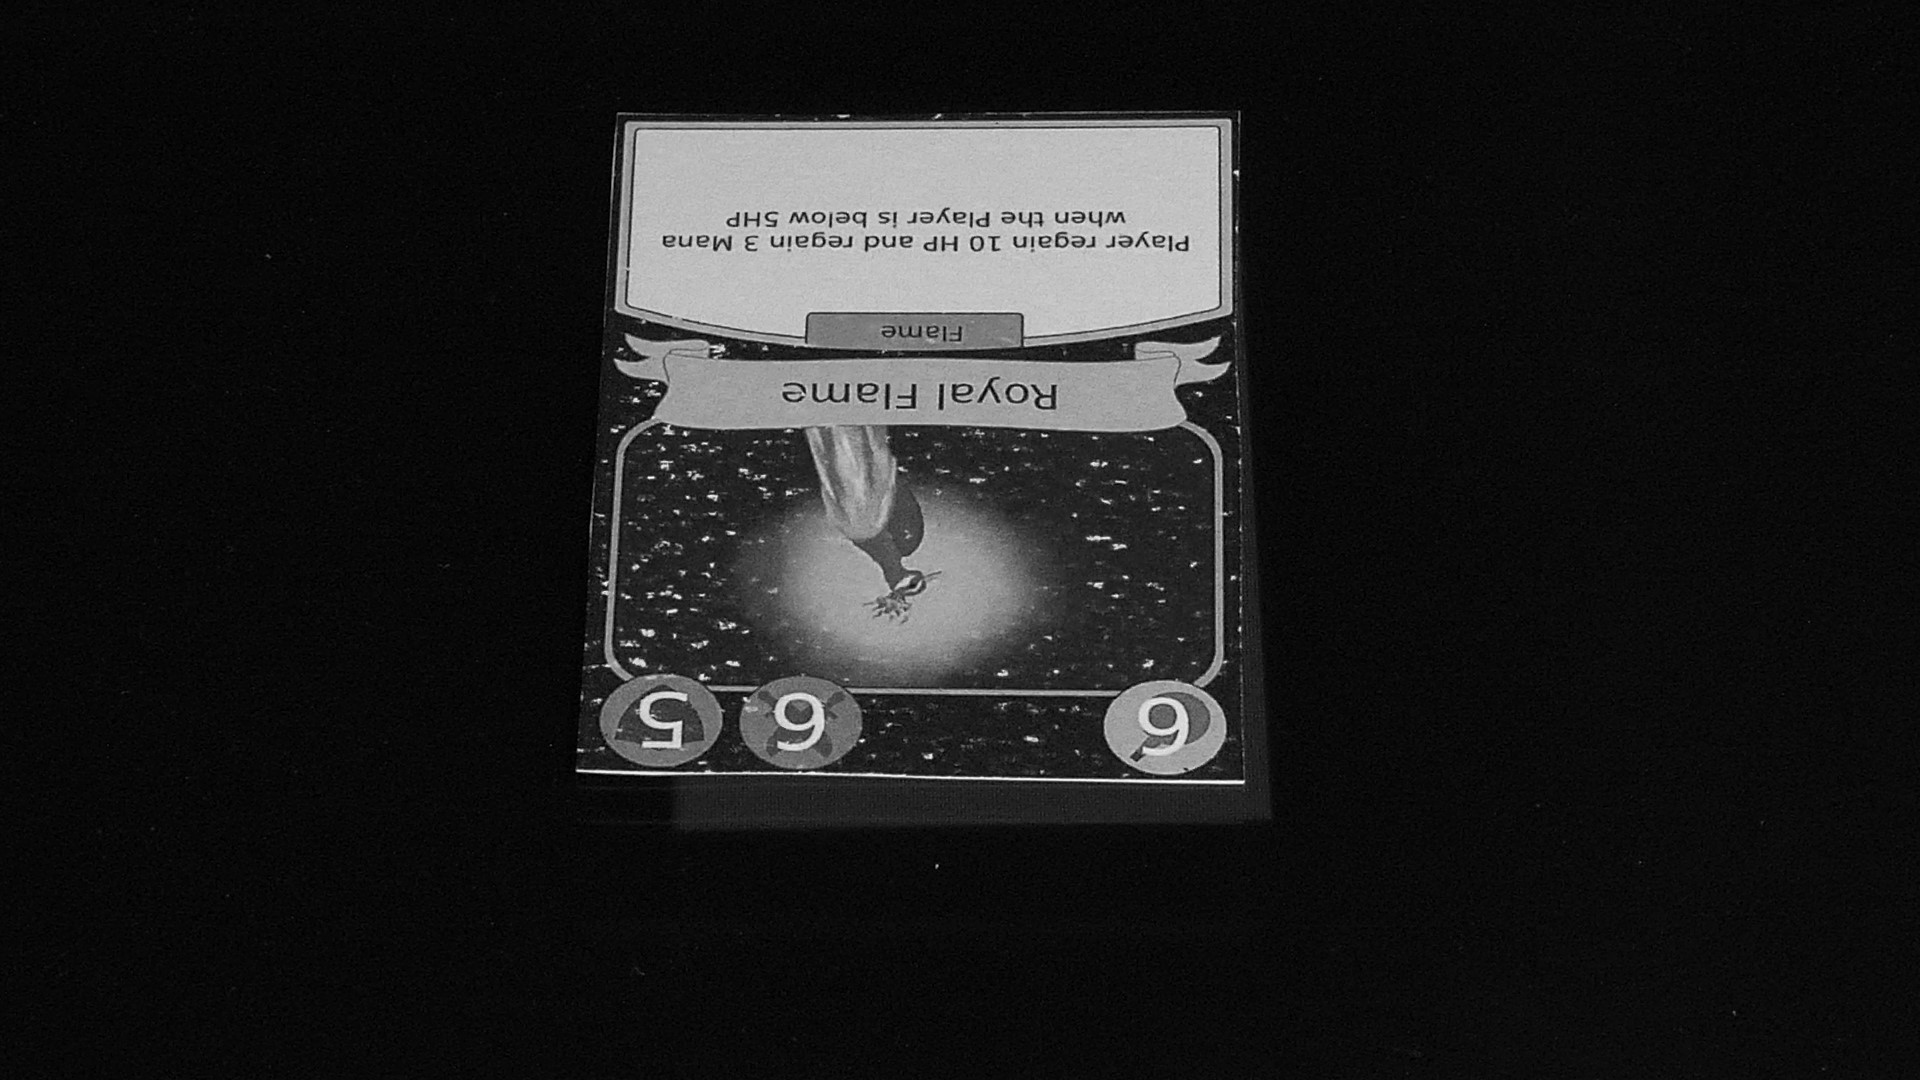 6 6 5
Royal Flame
Flame
Player regain 10 HP and regain 3 Mana
when the Player is below 5HP